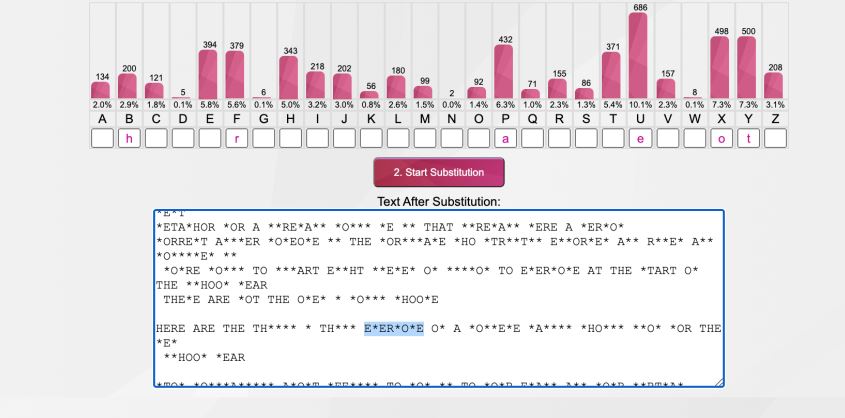 134 200 121 5 394 379 6 343 218 202 56 180 99 2 92 432 71 155 86 371 686 157 8 498 500 208
2.0% 2.9% 1.8% 0.1% 5.8% 5.6% 0.1% 5.0% 3.2% 3.0% 0.8% 2.6% 1.5% 0.0% 1.4% 6.3% 1.0% 2.3% 1.3% 5.4% 10.1% 2.3% 0.1% 7.3% 7.3% 3.1%
A B C D E F G H I J K L M N O P Q R S T U V W X Y Z
h r a e o t
2. Start Substitution
Text After Substitution:
*E*T
*ETA*HOR *OR A **RE*A** *O*** *E ** THAT **RE*A** *ERE A *ER*O*
*ORRE*T A***ER *O*EO*E ** THE *OR***A*E *HO *TR**T** E**OR*E* A** R**E* A**
*O****E* **
*O*RE *O*** TO ***ART E**HT **E*E* O* ****O* TO E*ER*O*E AT THE *TART O*
THE **HOO* *EAR
THE*E ARE *OT THE O*E* * *O*** *HOO*E
HERE ARE THE TH**** * TH*** E*ER*O*E O* A *O**E*E *A**** *HO*** **O* *OR THE
*E*
**HOO* *EAR
*TO* *O***A***** A*O*T *EE**** TO *O* ** TO *O*R E*A** A** *O*R **RT*A*